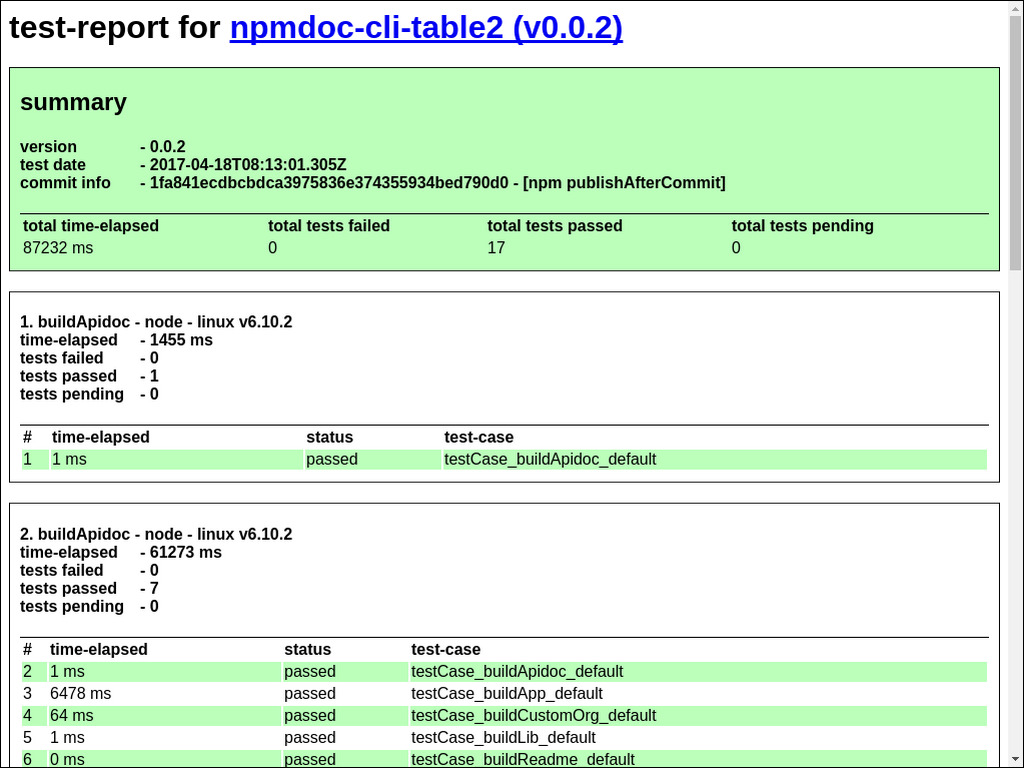 test-report for npmdoc-cli-table2 (v0.0.2)
summary
version - 0.0.2
test date - 2017-04-18T08:13:01.305Z
commit info - 1fa841ecdbcbdca3975836e374355934bed790d0 - [npm publishAfterCommit]
total time-elapsed total tests failed total tests passed total tests pending
87232 ms 0 17 0
1. buildApidoc - node - linux v6.10.2
time-elapsed - 1455 ms
tests failed - 0
tests passed - 1
tests pending - 0
# time-elapsed status test-case
1 1 ms passed testCase_buildApidoc_default
2. buildApidoc - node - linux v6.10.2
time-elapsed - 61273 ms
tests failed - 0
tests passed - 7
tests pending - 0
# time-elapsed status test-case
2 1 ms passed testCase_buildApidoc_default
3 6478 ms passed testCase_buildApp_default
4 64 ms passed testCase_buildCustomOrg_default
5 1 ms passed testCase_buildLib_default
6 0 ms passed testCase_buildReadme_default